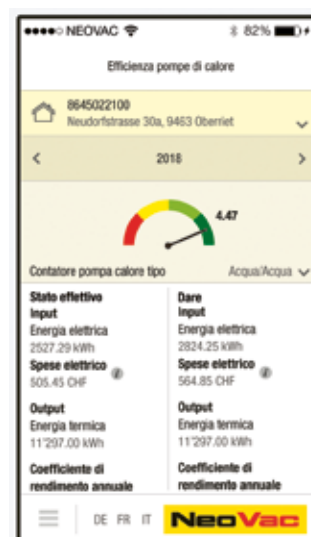 NEOVAC 82%
Efficienza pompe di calore
8645022100
Neudorfstrasse 30a, 9463 Oberriet
2018
4.47
Contatore pompa calore tipo Acqua/Acqua
Stato effettivo
Input
Energia elettrica
2527.29 kWh
Spese elettrico
505.45 CHF
Output
Energia termica
11'297.00 kWh
Coefficiente di
rendimento annuale
Dare
Input
Energia elettrica
2824.25 kWh
Spese elettrico
564.85 CHF
Output
Energia termica
11'297.00 kWh
Coefficiente di
rendimento annuale
DE FR IT NeoVac